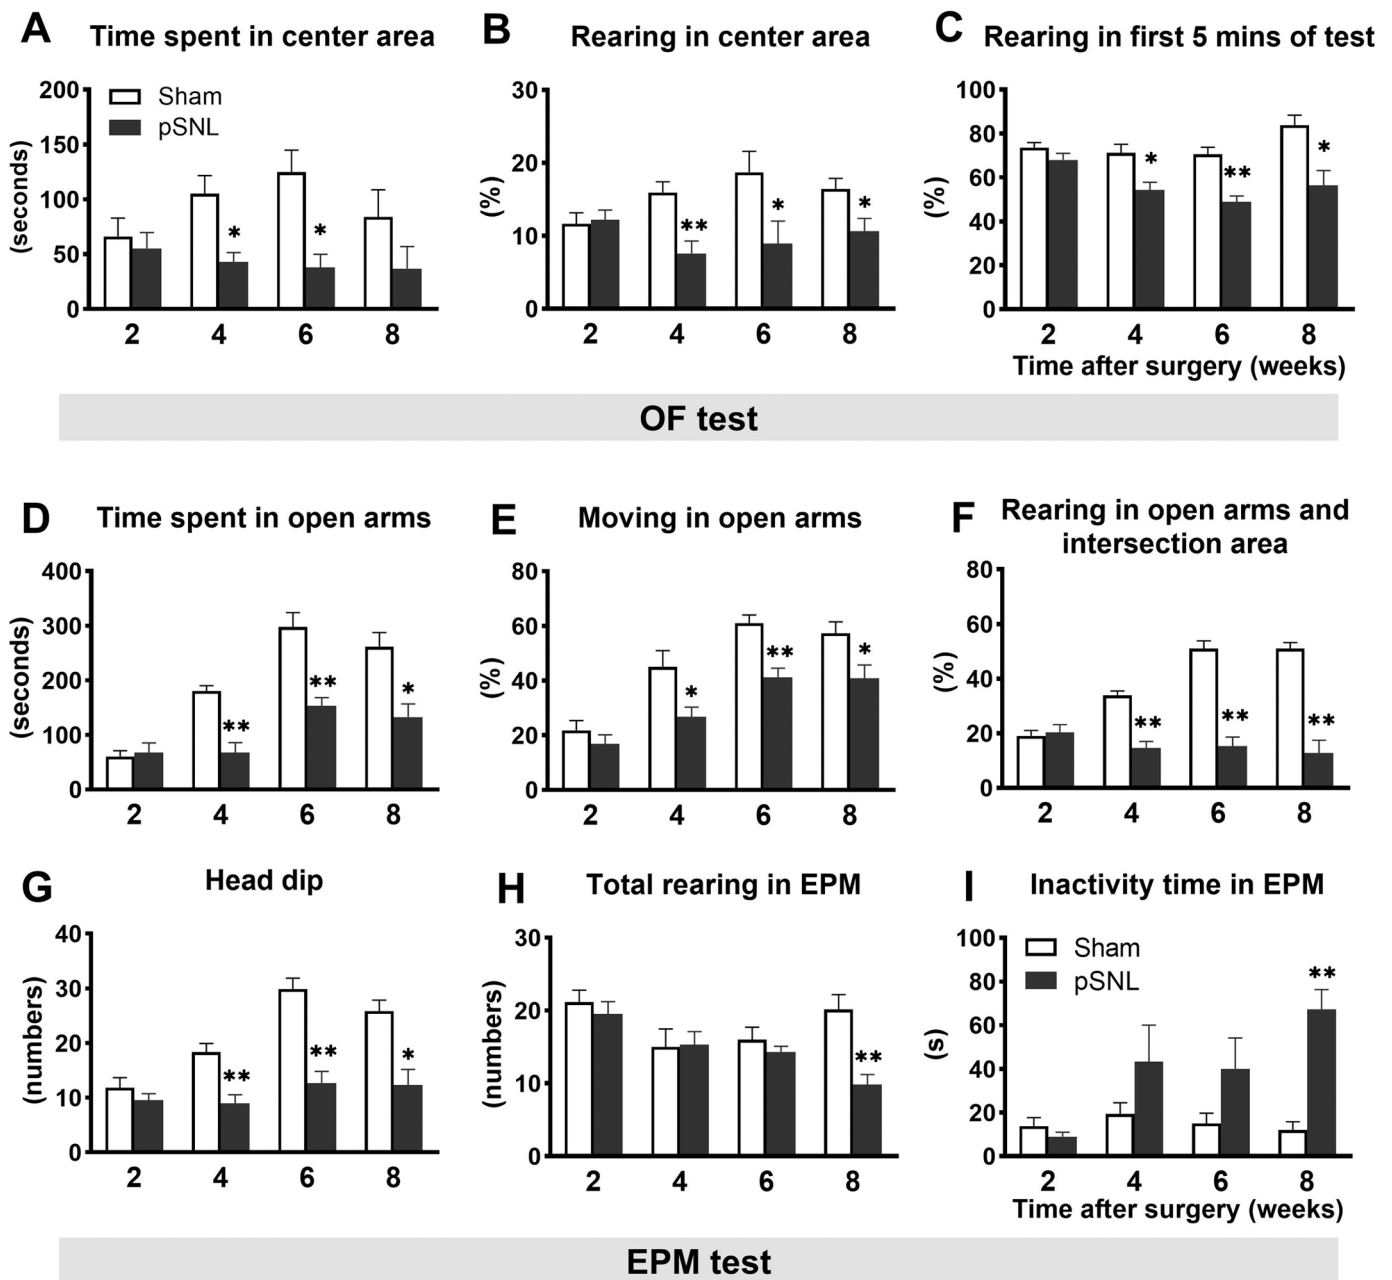 A Time spent in center area
200
150
100
50
0
(seconds)
Sham
pSNL
*
*
2 4 6 8
B Rearing in center area
30
20
10
0
(%)
**
*
*
2 4 6 8
C Rearing in first 5 mins of test
100
80
60
40
20
0
(%)
*
**
*
2 4 6 8
Time after surgery (weeks)
OF test
D Time spent in open arms
400
300
200
100
0
(seconds)
**
**
*
2 4 6 8
E Moving in open arms
80
60
40
20
0
(%)
*
**
*
2 4 6 8
F Rearing in open arms and
intersection area
80
60
40
20
0
(%)
**
**
**
2 4 6 8
G Head dip
40
30
20
10
0
(numbers)
**
**
*
2 4 6 8
H Total rearing in EPM
30
20
10
0
(numbers)
**
2 4 6 8
I Inactivity time in EPM
100
80
60
40
20
0
(s)
Sham
pSNL
**
2 4 6 8
Time after surgery (weeks)
EPM test